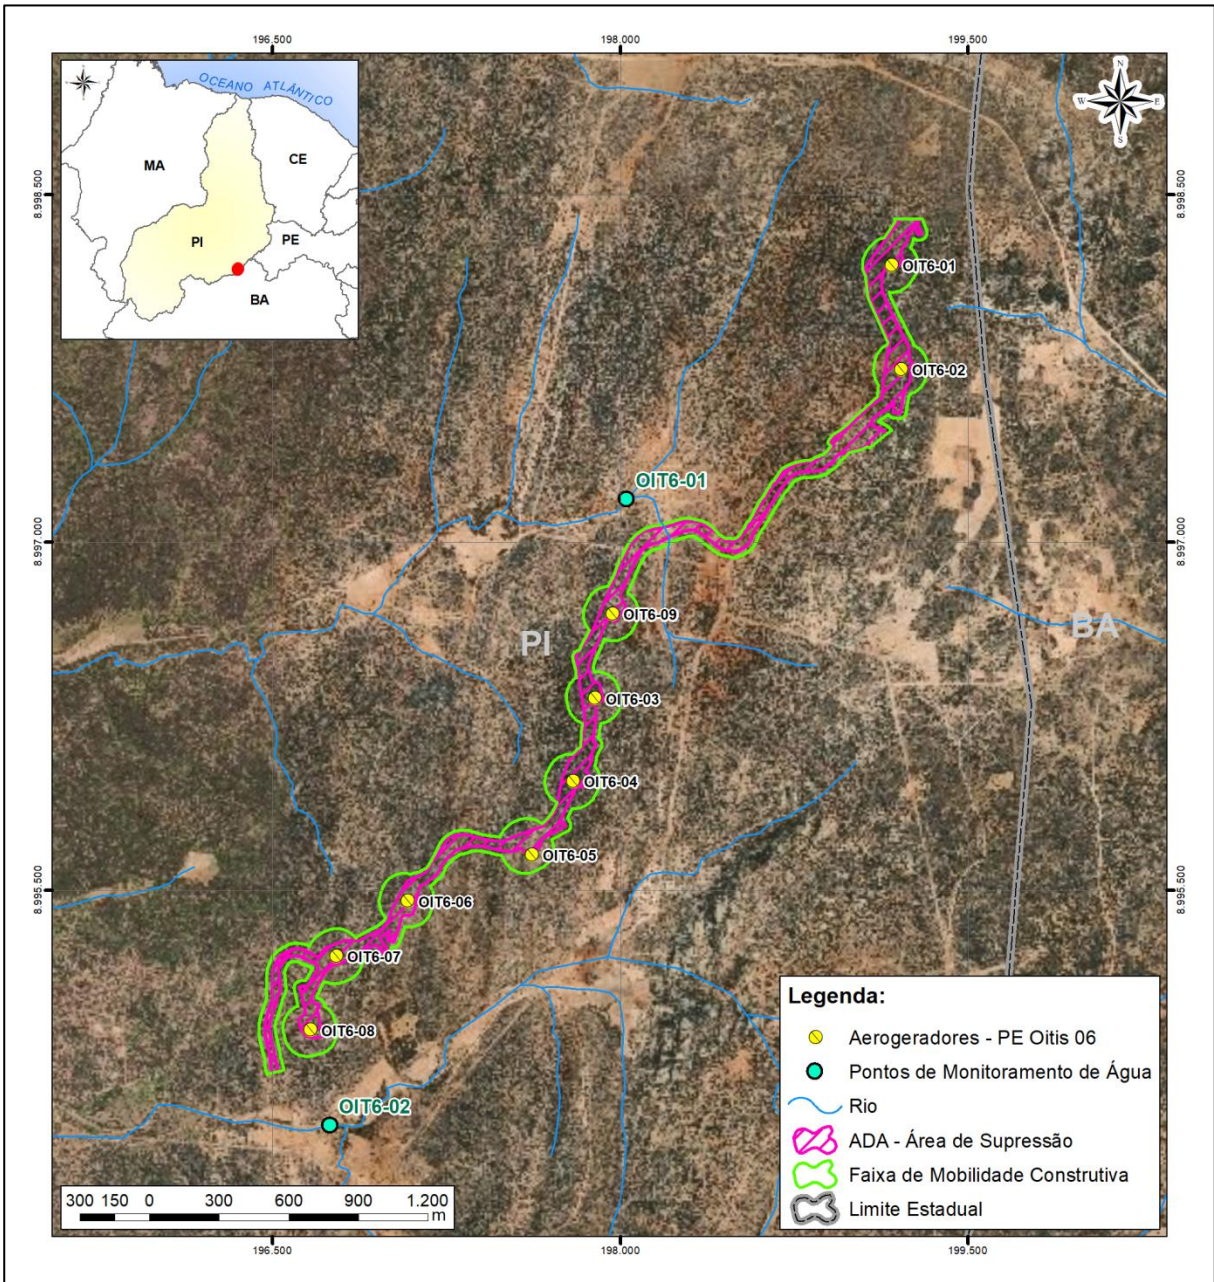 196.500 198.000 199.500
OCEANO ATLÂNTICO
MA
CE
PI
PE
BA
N
W E
S
8.998.500 8.998.500
OIT6-01
OIT6-02
OIT6-01
8.997.000 8.997.000
OIT6-09
PI
BA
OIT6-03
OIT6-04
OIT6-05
8.995.500 8.995.500
OIT6-06
OIT6-07
OIT6-08
OIT6-02
Legenda:
Aerogeradores - PE Oitis 06
Pontos de Monitoramento de Água
Rio
ADA - Área de Supressão
Faixa de Mobilidade Construtiva
Limite Estadual
300 150 0 300 600 900 1.200
m
196.500 198.000 199.500